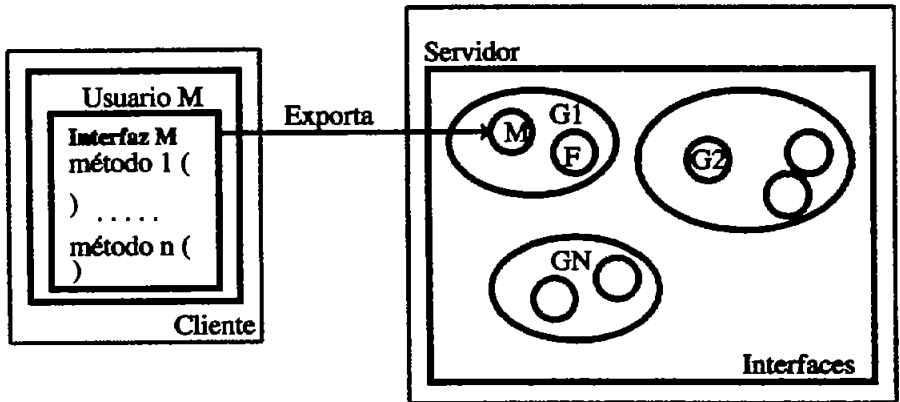 Usuario M
Interfaz M
método 1 (
) . . . . .
método n (
)
Cliente
Exporta
Servidor
G1
M
F
G2
GN
Interfaces